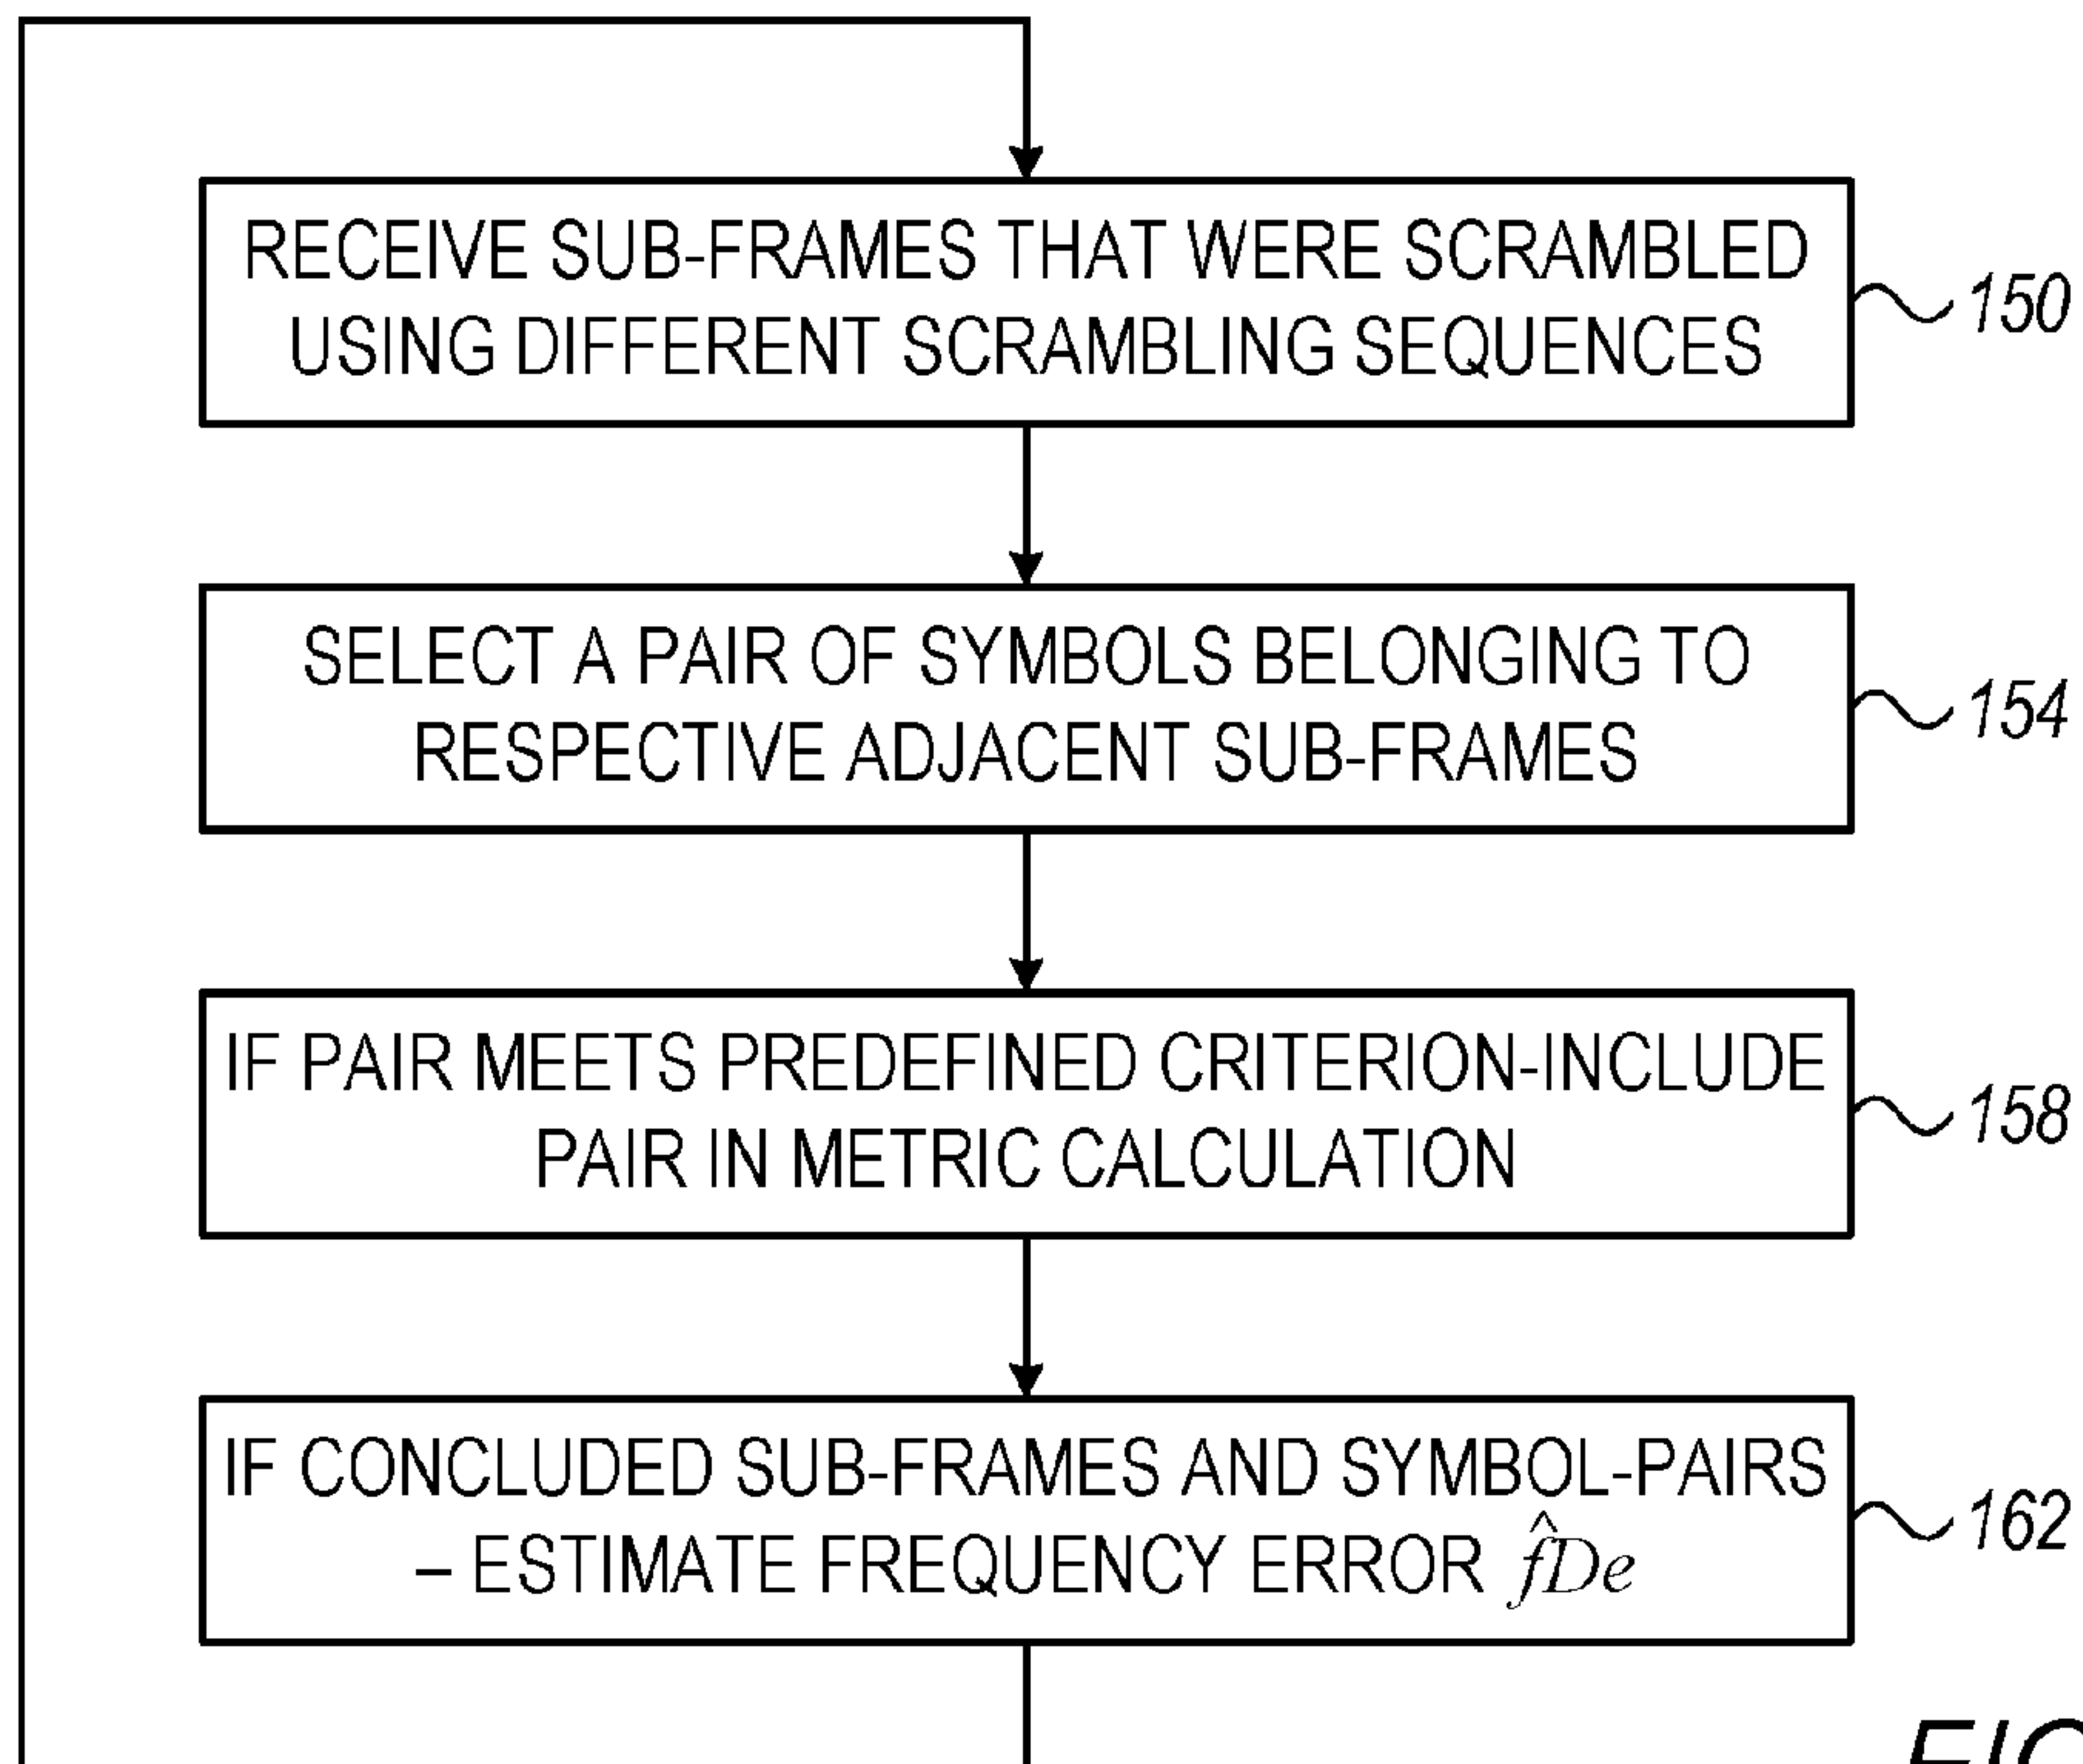 RECEIVE SUB-FRAMES THAT WERE SCRAMBLED
USING DIFFERENT SCRAMBLING SEQUENCES
150
SELECT A PAIR OF SYMBOLS BELONGING TO
RESPECTIVE ADJACENT SUB-FRAMES
154
IF PAIR MEETS PREDEFINED CRITERION-INCLUDE
PAIR IN METRIC CALCULATION
158
IF CONCLUDED SUB-FRAMES AND SYMBOL-PAIRS
– ESTIMATE FREQUENCY ERROR f̂De
162